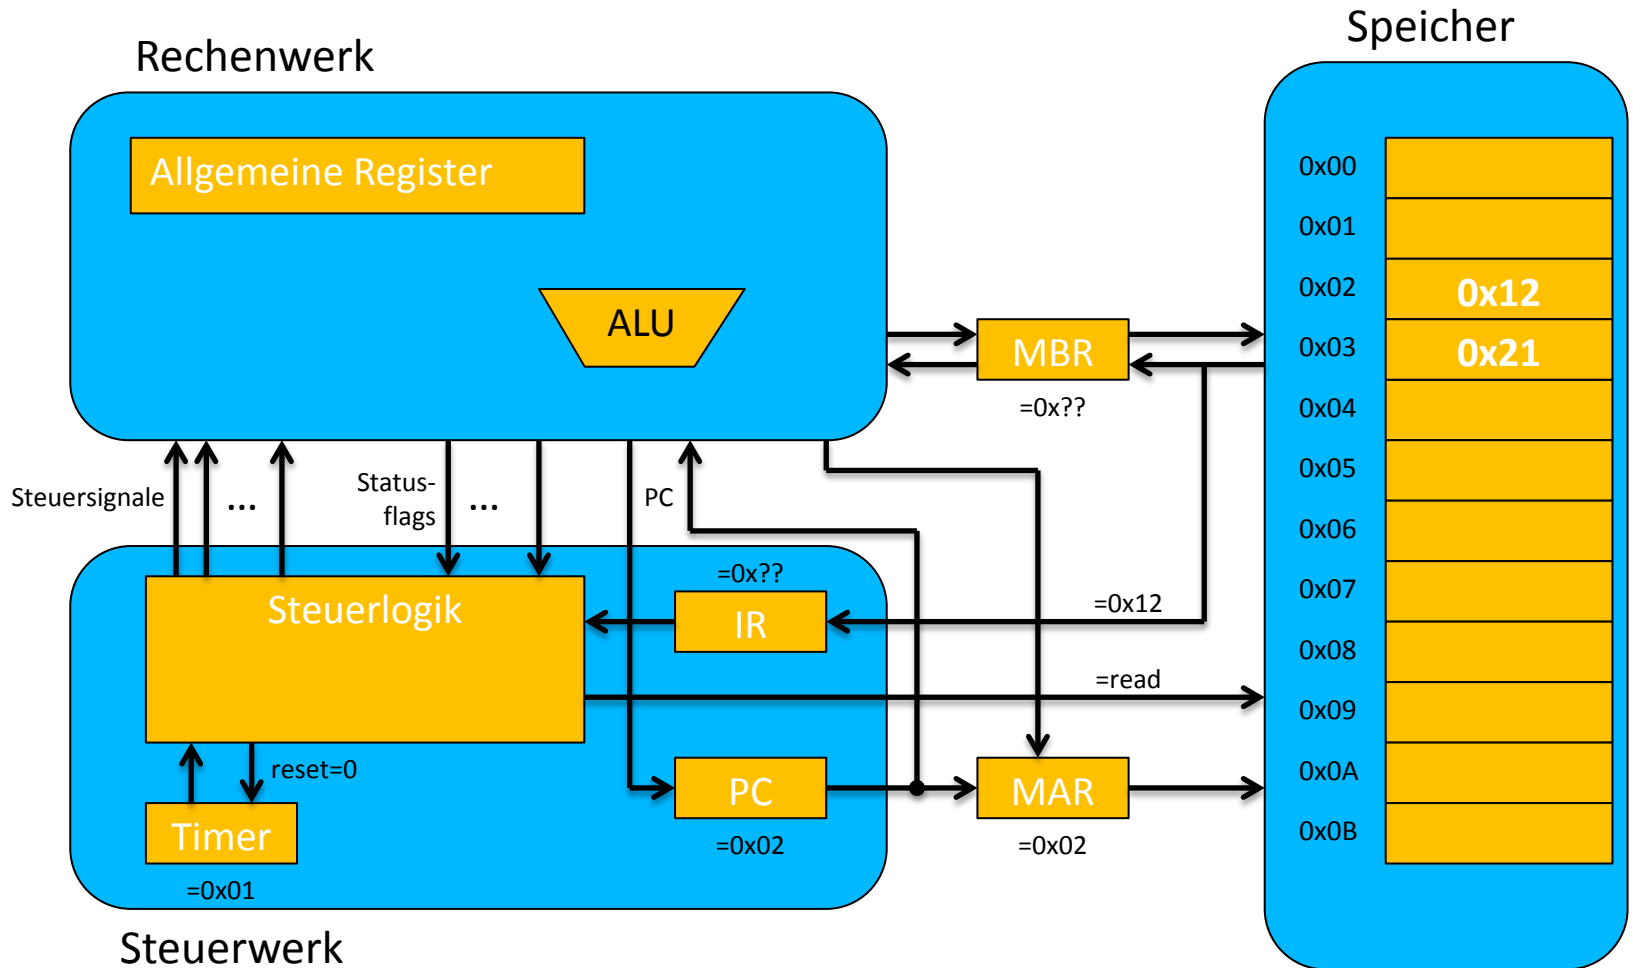 Speicher
Rechenwerk
Allgemeine Register
ALU
MBR
=0x??
0x00
0x01
0x02
0x12
0x03
0x21
0x04
0x05
0x06
0x07
0x08
0x09
0x0A
0x0B
Steuersignale
...
Status-
flags
...
PC
Steuerlogik
=0x??
IR
=0x12
=read
reset=0
Timer
=0x01
PC
=0x02
MAR
=0x02
Steuerwerk